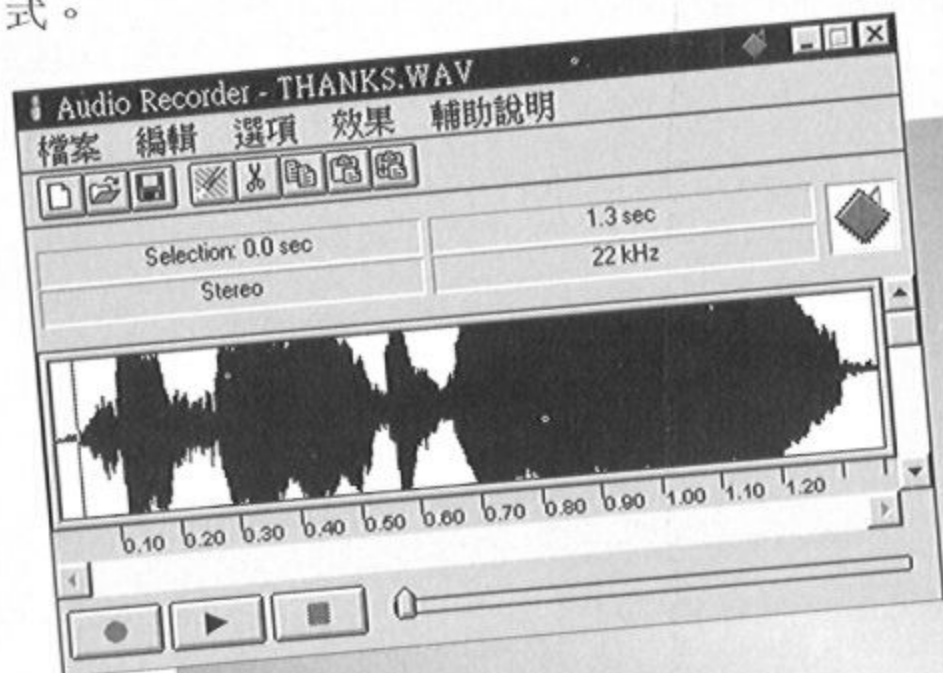 式。
Audio Recorder - THANKS.WAV
檔案 編輯 選項 效果 輔助說明
Selection: 0.0 sec
1.3 sec
Stereo
22 kHz
0.10 0.20 0.30 0.40 0.50 0.60 0.70 0.80 0.90 1.00 1.10 1.20